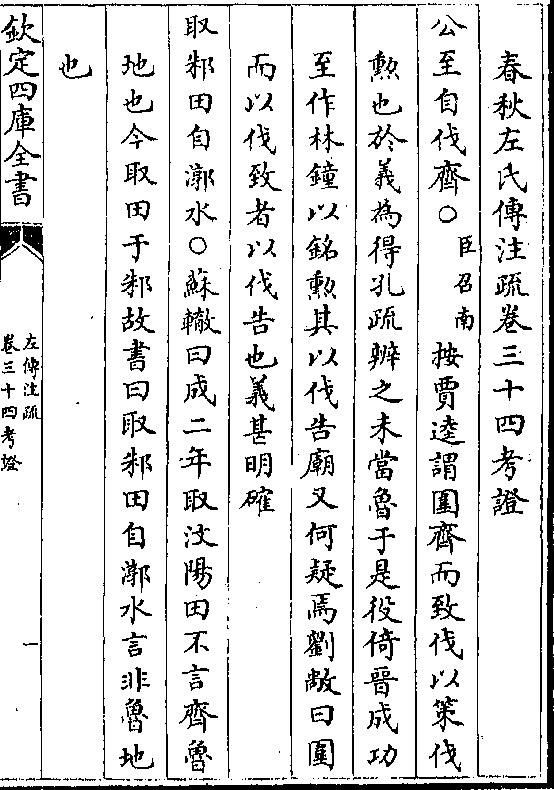 春秋左氏傳注疏卷三十四考證
公至自伐齊○臣召南按賈逵謂圍齊而致伐以策伐
勲也於義為得孔疏辨之未當魯于是役倚晉成功
至作林鐘以銘勲其以伐告廟又何疑焉劉敞曰圍
而以伐致者以伐告也義甚明確
取邾田自漷水○蘇轍曰成二年取汶陽田不言齊魯
地也今取田于邾故書曰取邾田自漷水言非魯地
也
欽定四庫全書
左傳注疏
卷三十四考證
一